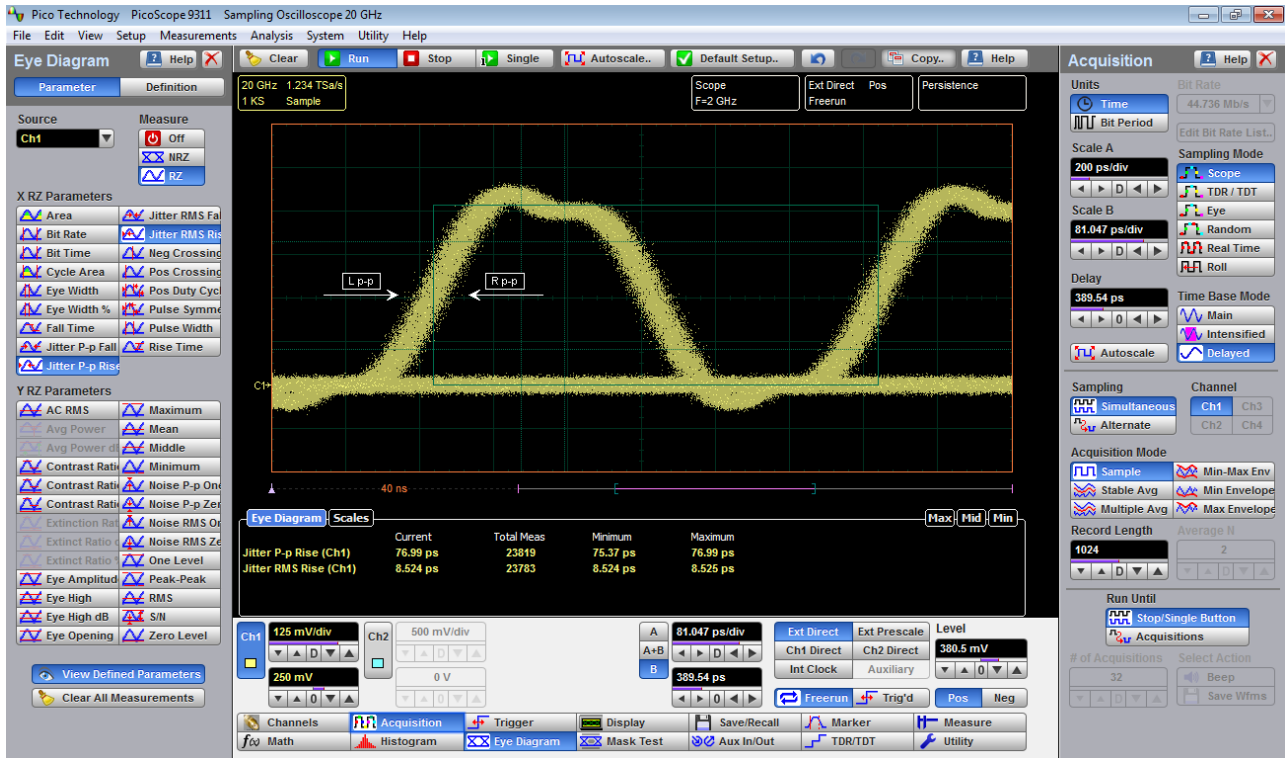 Pico Technology PicoScope 9311 Sampling Oscilloscope 20 GHz
File Edit View Setup Measurements Analysis System Utility Help
Eye Diagram Help
Parameter Definition
Source Measure
Ch1 Off
NRZ
RZ
X RZ Parameters
Area Jitter RMS Fal
Bit Rate Jitter RMS Ris
Bit Time Neg Crossing
Cycle Area Pos Crossing
Eye Width Pos Duty Cycl
Eye Width % Pulse Symme
Fall Time Pulse Width
Jitter P-p Fall Rise Time
Jitter P-p Rise
Y RZ Parameters
AC RMS Maximum
Avg Power Mean
Avg Power dB Middle
Contrast Rati Minimum
Contrast Rati Noise P-p One
Contrast Rati Noise P-p Zer
Extinction Rat Noise RMS On
Extinct Ratio Noise RMS Ze
Extinct Ratio One Level
Eye Amplitud Peak-Peak
Eye High RMS
Eye High dB S/N
Eye Opening Zero Level
View Defined Parameters
Clear All Measurements
Clear Run Stop Single Autoscale.. Default Setup.. Copy.. Help
20 GHz 1.234 TSa/s
1 KS Sample
Scope
F=2 GHz
Ext Direct Pos
Freerun
Persistence
L p-p R p-p
C1
40 ns
Eye Diagram Scales Max Mid Min
Current Total Meas Minimum Maximum
Jitter P-p Rise (Ch1) 76.99 ps 23819 75.37 ps 76.99 ps
Jitter RMS Rise (Ch1) 8.524 ps 23783 8.524 ps 8.525 ps
Ch1 125 mV/div Ch2 500 mV/div A 81.047 ps/div Ext Direct Ext Prescale Level
D D A+B D Ch1 Direct Ch2 Direct 380.5 mV
250 mV 0 V B 389.54 ps Int Clock Auxiliary 0
0 0 0 Freerun Trig'd Pos Neg
Channels Acquisition Trigger Display Save/Recall Marker Measure
f(x) Math Histogram Eye Diagram Mask Test Aux In/Out TDR/TDT Utility
Acquisition Help
Units Bit Rate
Time 44.736 Mb/s
Bit Period Edit Bit Rate List..
Scale A Sampling Mode
200 ps/div Scope
D TDR / TDT
Scale B Eye
81.047 ps/div Random
D Real Time
Roll
Delay
389.54 ps Time Base Mode
0 Main
Intensified
Autoscale Delayed
Sampling Channel
Simultaneous Ch1 Ch3
Alternate Ch2 Ch4
Acquisition Mode
Sample Min-Max Env
Stable Avg Min Envelope
Multiple Avg Max Envelope
Record Length Average N
1024 2
D D
Run Until
Stop/Single Button
Acquisitions
# of Acquisitions Select Action
32 Beep
D Save Wfms